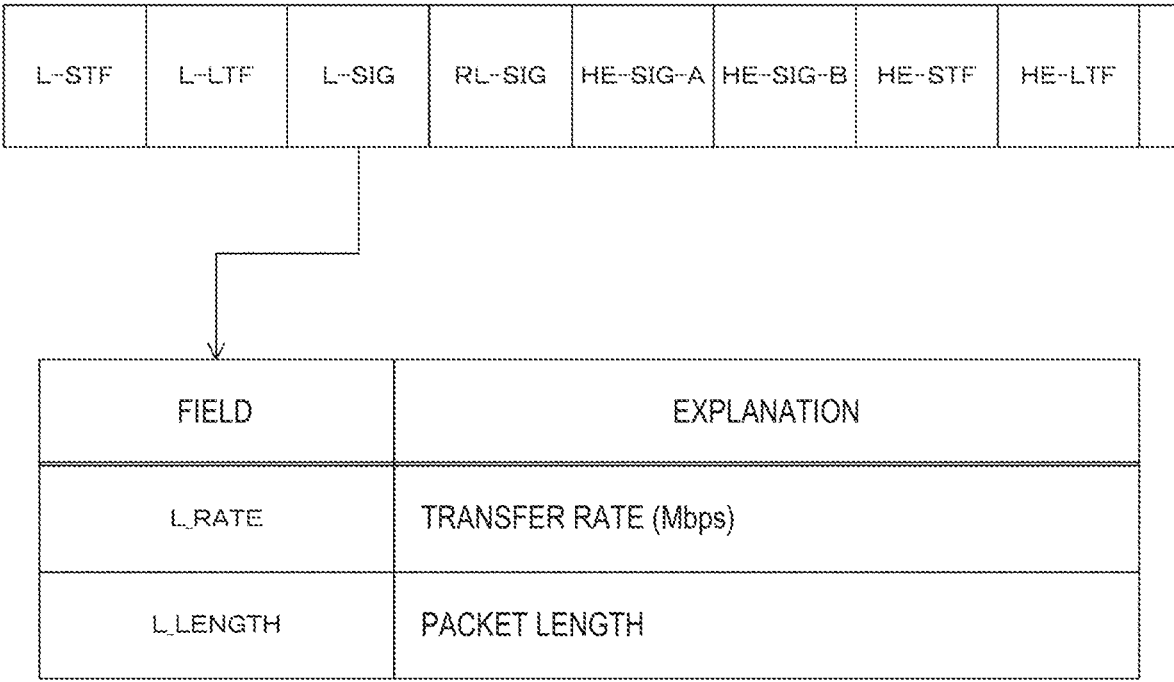 L-STF L-LTF L-SIG RL-SIG HE-SIG-A HE-SIG-B HE-STF HE-LTF
FIELD EXPLANATION
L_RATE TRANSFER RATE (Mbps)
L_LENGTH PACKET LENGTH